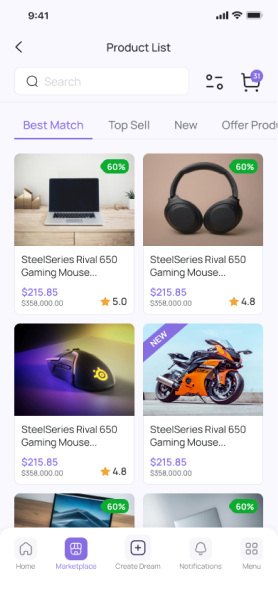 9:41
Product List
Search
31
Best Match Top Sell New Offer Produ
60%
60%
SteelSeries Rival 650
Gaming Mouse...
$215.85
$358,000.00
5.0
SteelSeries Rival 650
Gaming Mouse...
$215.85
$358,000.00
4.8
NEW
SteelSeries Rival 650
Gaming Mouse...
$215.85
$358,000.00
4.8
SteelSeries Rival 650
Gaming Mouse...
$215.85
$358,000.00
60%
60%
Home Marketplace Create Dream Notifications Menu